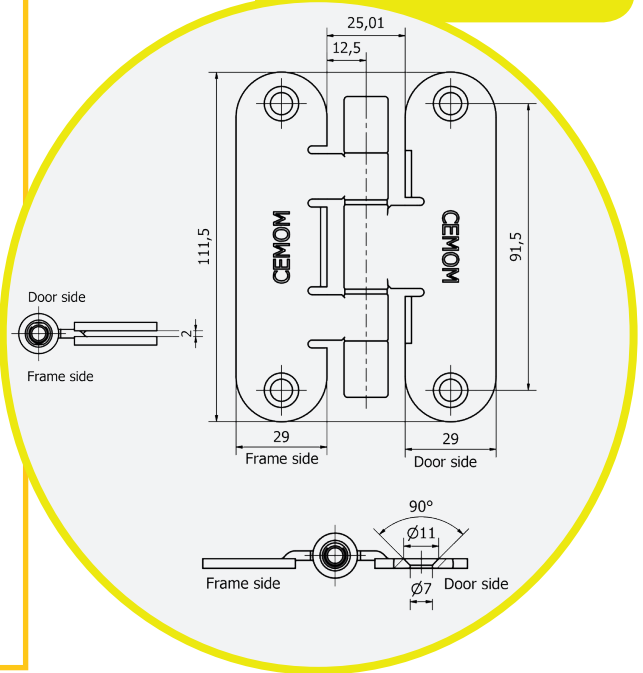 25,01
12,5
111,5
CEMOM
CEMOM
91,5
Door side
2
Frame side
29
29
Frame side
Door side
90°
Ø11
Frame side
Door side
Ø7